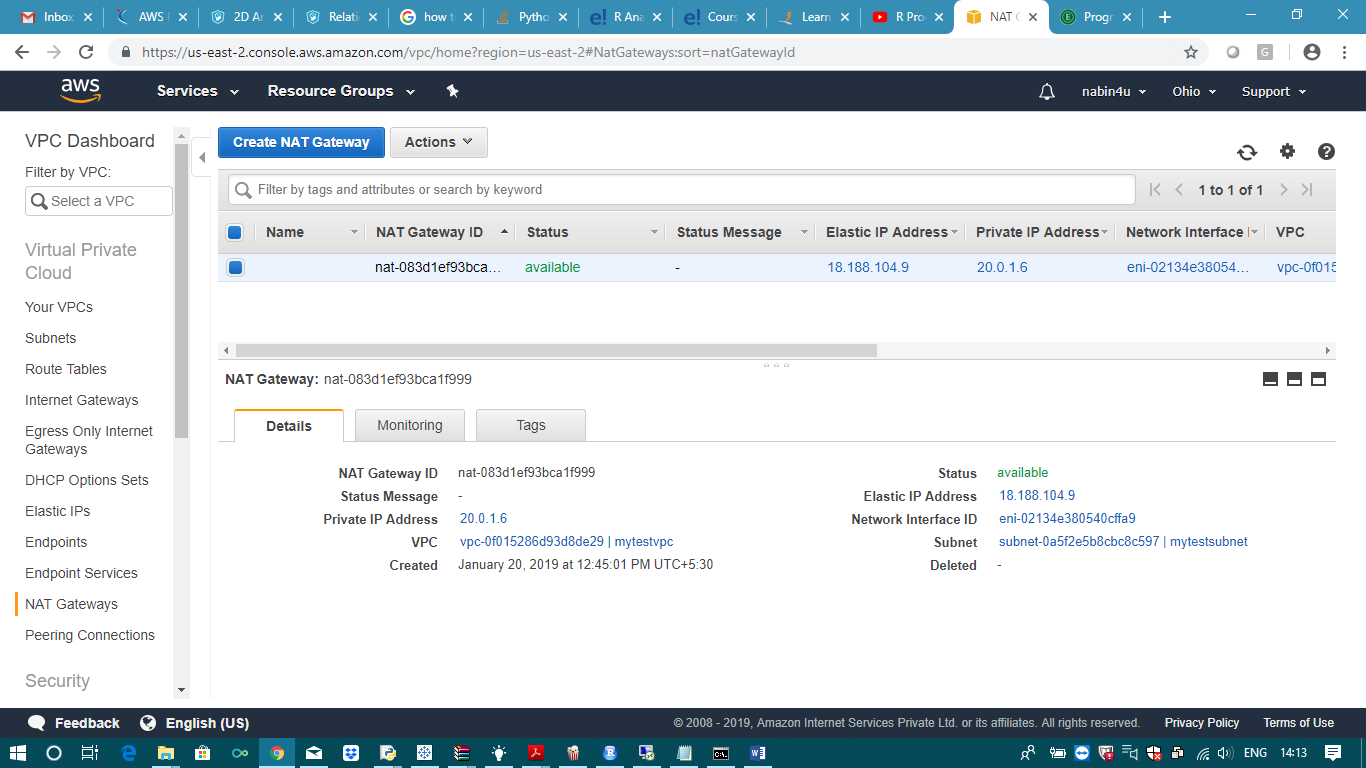 Inbox
AWS
2D Ar
Relati
how t
Pytho
R Ana
Cours
Learn
R Pro
NAT
Progr
https://us-east-2.console.aws.amazon.com/vpc/home?region=us-east-2#NatGateways:sort=natGatewayId
aws
Services
Resource Groups
nabin4u
Ohio
Support
VPC Dashboard
Filter by VPC:
Select a VPC
Virtual Private
Cloud
Your VPCs
Subnets
Route Tables
Internet Gateways
Egress Only Internet
Gateways
DHCP Options Sets
Elastic IPs
Endpoints
Endpoint Services
NAT Gateways
Peering Connections
Security
Create NAT Gateway
Actions
Filter by tags and attributes or search by keyword
1 to 1 of 1
Name NAT Gateway ID Status Status Message Elastic IP Address Private IP Address Network Interface VPC
nat-083d1ef93bca... available - 18.188.104.9 20.0.1.6 eni-02134e38054... vpc-0f015
NAT Gateway: nat-083d1ef93bca1f999
Details Monitoring Tags
NAT Gateway ID nat-083d1ef93bca1f999 Status available
Status Message - Elastic IP Address 18.188.104.9
Private IP Address 20.0.1.6 Network Interface ID eni-02134e380540cffa9
VPC vpc-0f015286d93d8de29 | mytestvpc Subnet subnet-0a5f2e5b8cbc8c597 | mytestsubnet
Created January 20, 2019 at 12:45:01 PM UTC+5:30 Deleted -
Feedback English (US) © 2008 - 2019, Amazon Internet Services Private Ltd. or its affiliates. All rights reserved. Privacy Policy Terms of Use
ENG 14:13